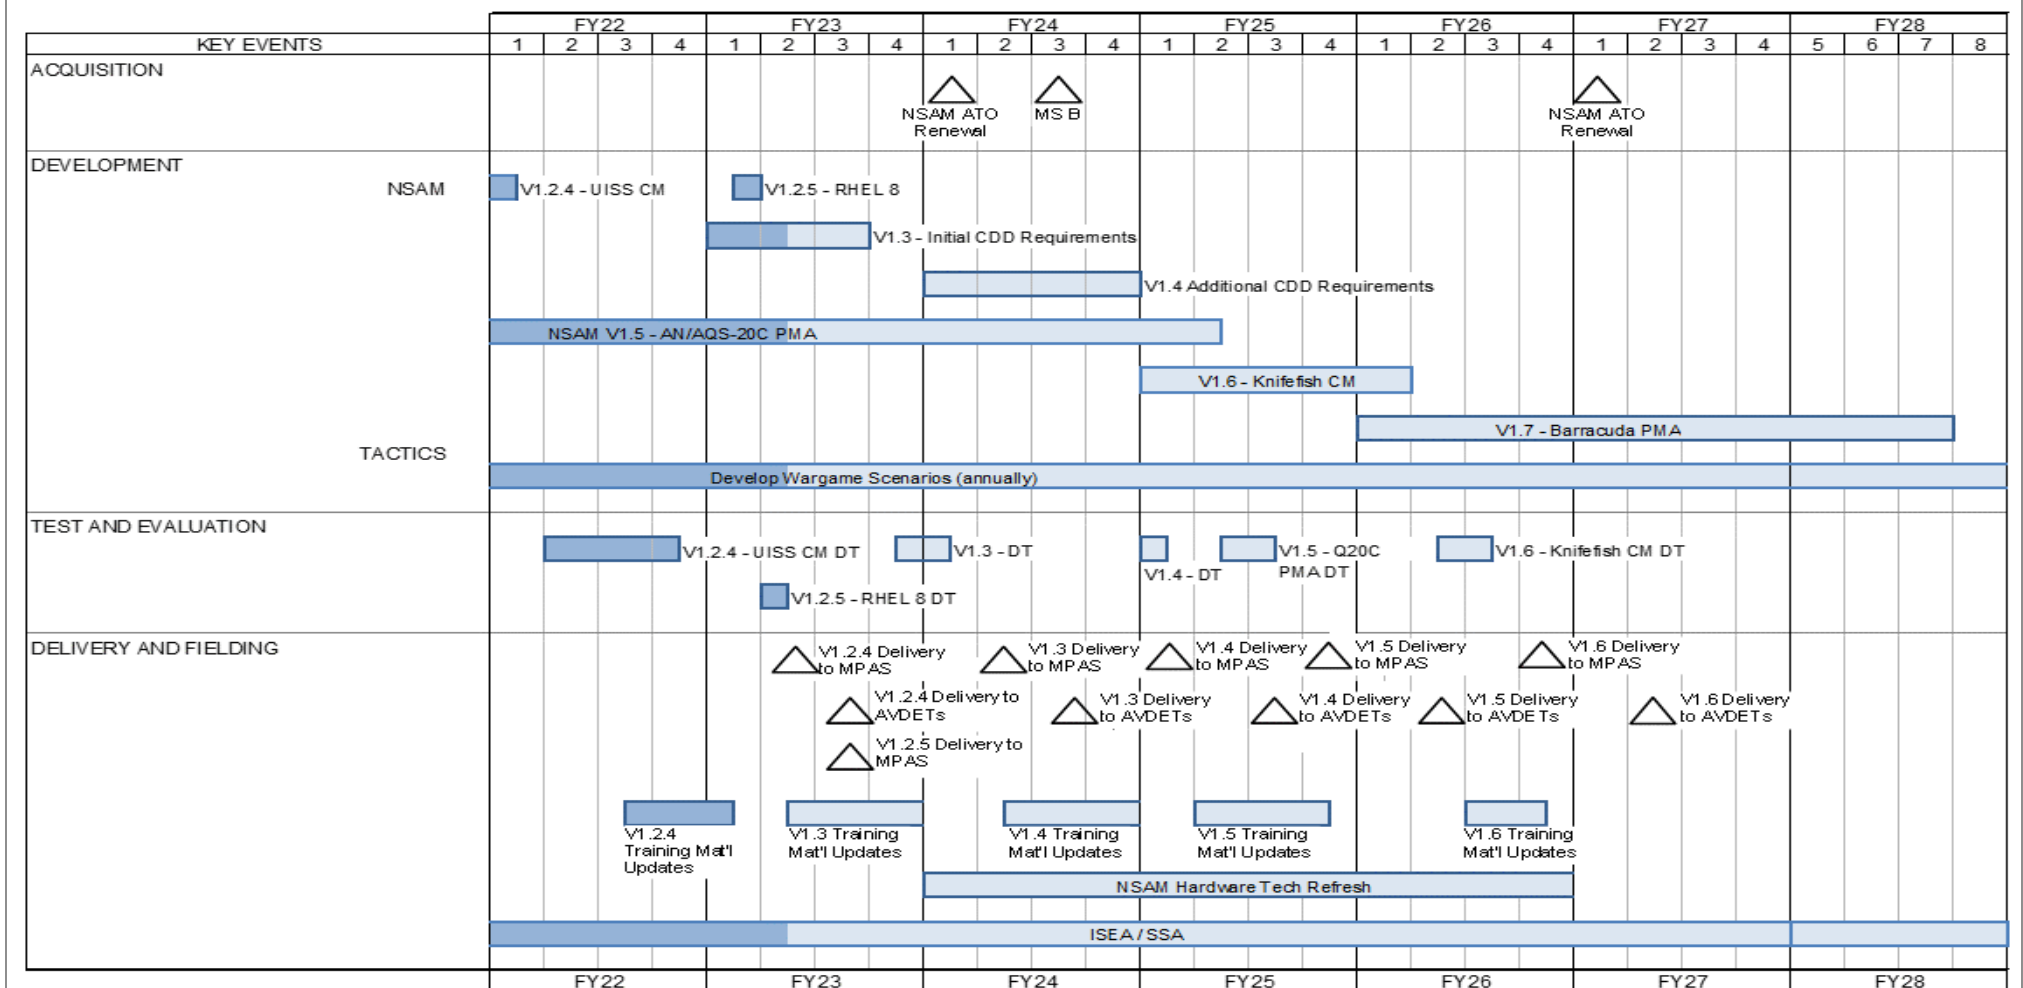 FY22 FY23 FY24 FY25 FY26 FY27 FY28
KEY EVENTS 1 2 3 4 1 2 3 4 1 2 3 4 1 2 3 4 1 2 3 4 1 2 3 4 5 6 7 8
ACQUISITION
NSAM ATO
Renewal
MS B
NSAM ATO
Renewal
DEVELOPMENT
NSAM
V1.2.4 - UISS CM
V1.2.5 - RHEL 8
V1.3 - Initial CDD Requirements
V1.4 Additional CDD Requirements
NSAM V1.5 - AN/AQS-20C PMA
V1.6 - Knifefish CM
V1.7 - Barracuda PMA
TACTICS
Develop Wargame Scenarios (annually)
TEST AND EVALUATION
V1.2.4 - UISS CM DT
V1.3 - DT
V1.4 - DT
V1.5 - Q20C
PMA DT
V1.6 - Knifefish CM DT
V1.2.5 - RHEL 8 DT
DELIVERY AND FIELDING
V1.2.4 Delivery
to MPAS
V1.3 Delivery
to MPAS
V1.4 Delivery
to MPAS
V1.5 Delivery
to MPAS
V1.6 Delivery
to MPAS
V1.2.4 Delivery to
AVDETs
V1.3 Delivery
to AVDETs
V1.4 Delivery
to AVDETs
V1.5 Delivery
to AVDETs
V1.6 Delivery
to AVDETs
V1.2.5 Delivery to
MPAS
V1.2.4
Training Mat'l
Updates
V1.3 Training
Mat'l Updates
V1.4 Training
Mat'l Updates
V1.5 Training
Mat'l Updates
V1.6 Training
Mat'l Updates
NSAM Hardware Tech Refresh
ISEA / SSA
FY22 FY23 FY24 FY25 FY26 FY27 FY28